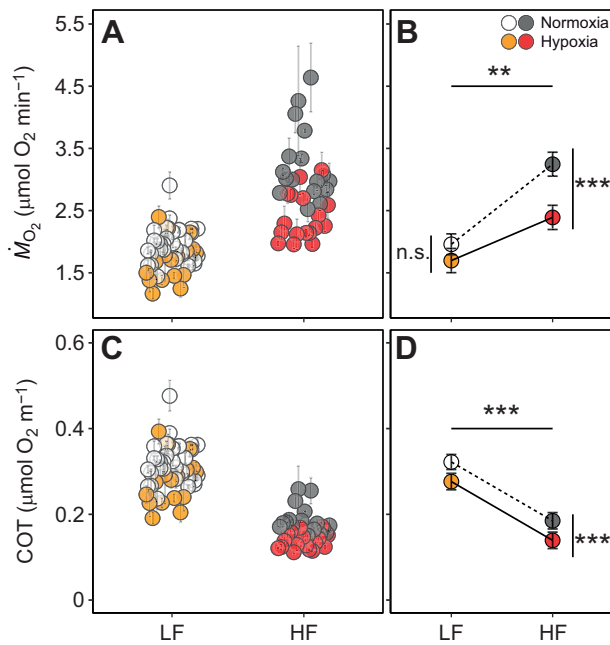 A
B
Normoxia
Hypoxia
5.5
4.5
3.5
2.5
1.5
ṀO₂ (μmol O₂ min⁻¹)
**
***
n.s.
C
D
0.6
0.4
0.2
0
COT (μmol O₂ m⁻¹)
***
***
LF
HF
LF
HF